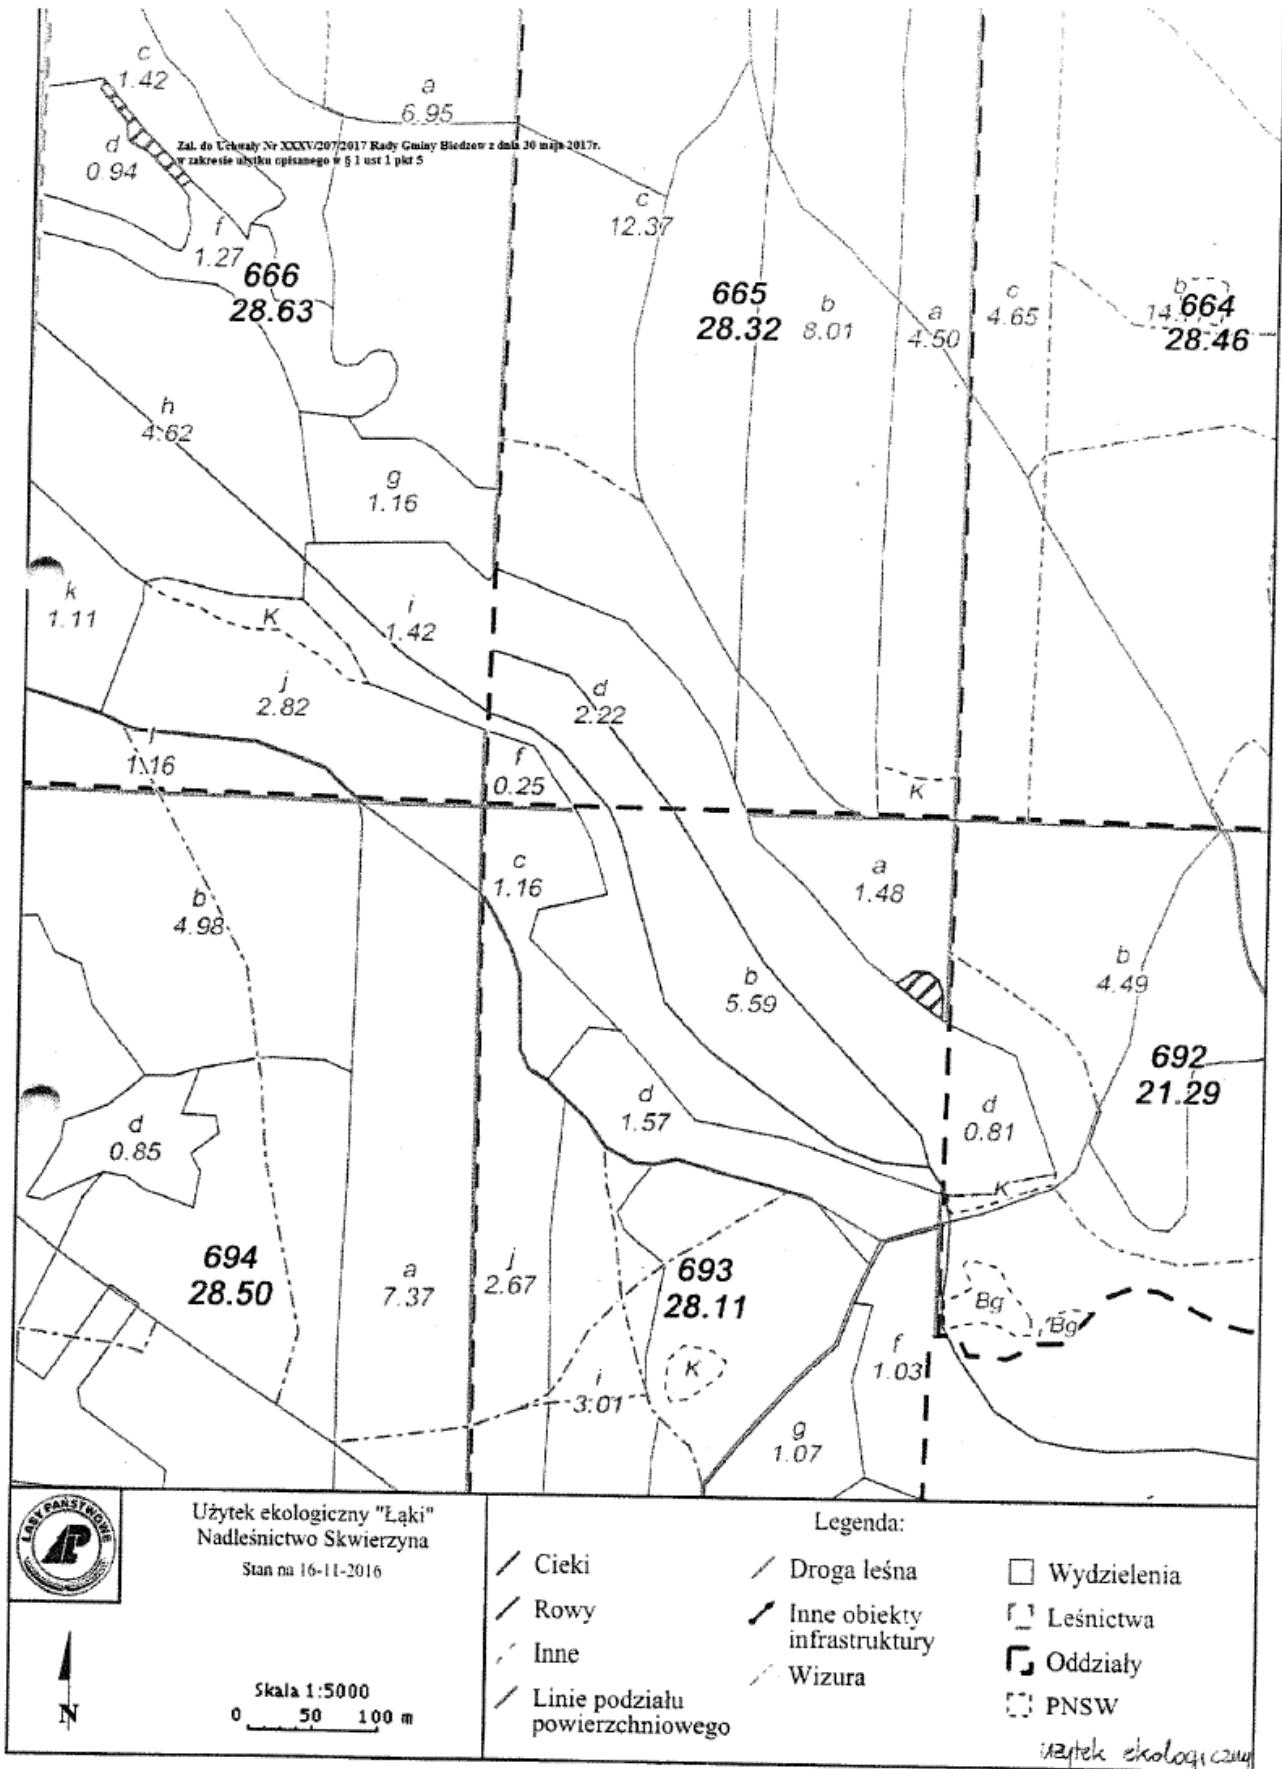 c
1.42
a
6.95
Zał. do Uchwały Nr XXXV/207/2017 Rady Gminy Bledzew z dnia 30 maja 2017r.
w zakresie użytku opisanego w § 1 ust 1 pkt 5
d
0.94
c
12.37
f
1.27
666
28.63
665
28.32
b
8.01
a
4.50
c
4.65
b
14.
664
28.46
h
4.62
g
1.16
k
1.11
K
i
1.42
j
2.82
d
2.22
l
1.16
f
0.25
K
c
1.16
a
1.48
b
4.98
b
5.59
b
4.49
692
21.29
d
0.85
d
1.57
d
0.81
K
694
28.50
a
7.37
j
2.67
693
28.11
Bg
Bg
K
f
1.03
i
3.01
g
1.07
LASY PAŃSTWOWE
Użytek ekologiczny "Łąki"
Nadleśnictwo Skwierzyna
Stan na 16-11-2016
N
Skala 1:5000
0 50 100 m
Legenda:
Cieki
Rowy
Inne
Linie podziału
powierzchniowego
Droga leśna
Inne obiekty
infrastruktury
Wizura
Wydzielenia
Leśnictwa
Oddziały
PNSW
użytek ekologiczny